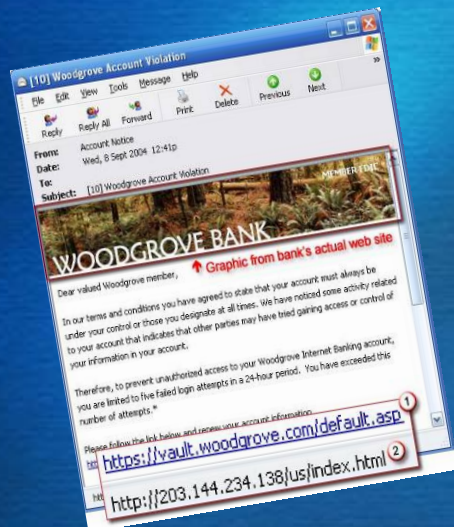 [10] Woodgrove Account Violation
File Edit View Tools Message Help
Reply Reply All Forward Print Delete Previous Next
From: Account Notice
Date: Wed, 8 Sept 2004 12:41p
To:
Subject: [10] Woodgrove Account Violation
MEMBER FDIC
WOODGROVE BANK
Graphic from bank's actual web site
Dear valued Woodgrove member,
In our terms and conditions you have agreed to state that your account must always be
under your control or those you designate at all times. We have noticed some activity related
to your account that indicates that other parties may have tried gaining access or control of
your information in your account.
Therefore, to prevent unauthorized access to your Woodgrove Internet Banking account,
you are limited to five failed login attempts in a 24-hour period. You have exceeded this
number of attempts.*
Please follow the link below and renew your account information
1
https://vault.woodgrove.com/default.asp
2
http://203.144.234.138/us/index.html